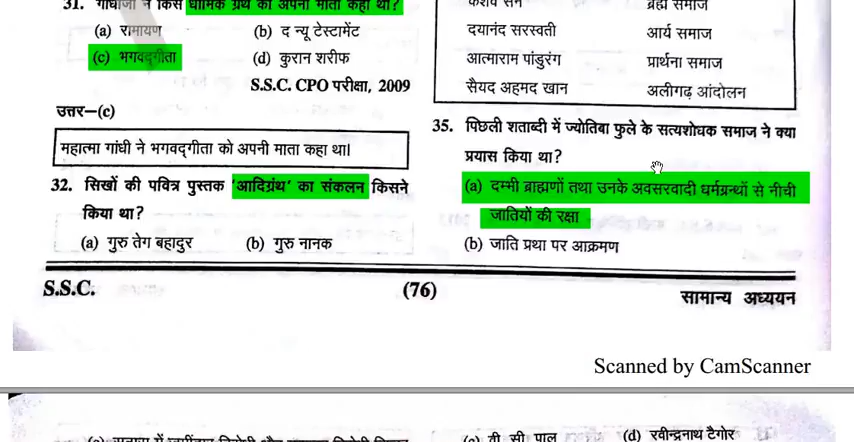 31. गांधीजी ने किस धार्मिक ग्रंथ को अपनी माता कहा था?
(a) रामायण (b) द न्यू टेस्टामेंट
(c) भगवद्गीता (d) कुरान शरीफ
S.S.C. CPO परीक्षा, 2009
उत्तर–(c)
महात्मा गांधी ने भगवद्गीता को अपनी माता कहा था।
32. सिखों की पवित्र पुस्तक 'आदिग्रंथ' का संकलन किसने
किया था?
(a) गुरु तेग बहादुर (b) गुरु नानक
केशव सेन ब्रह्म समाज
दयानंद सरस्वती आर्य समाज
आत्माराम पांडुरंग प्रार्थना समाज
सैयद अहमद खान अलीगढ़ आंदोलन
35. पिछली शताब्दी में ज्योतिबा फुले के सत्यशोधक समाज ने क्या
प्रयास किया था?
(a) दम्भी ब्राह्मणों तथा उनके अवसरवादी धर्मग्रन्थों से नीची
जातियों की रक्षा
(b) जाति प्रथा पर आक्रमण
S.S.C. (76) सामान्य अध्ययन
Scanned by CamScanner
(c) वी. सी. पाल (d) रवीन्द्रनाथ टैगोर